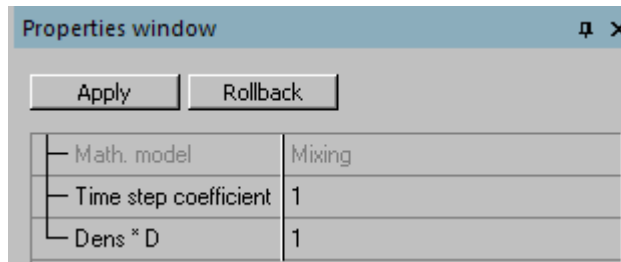 Properties window
Apply Rollback
Math. model Mixing
Time step coefficient 1
Dens * D 1